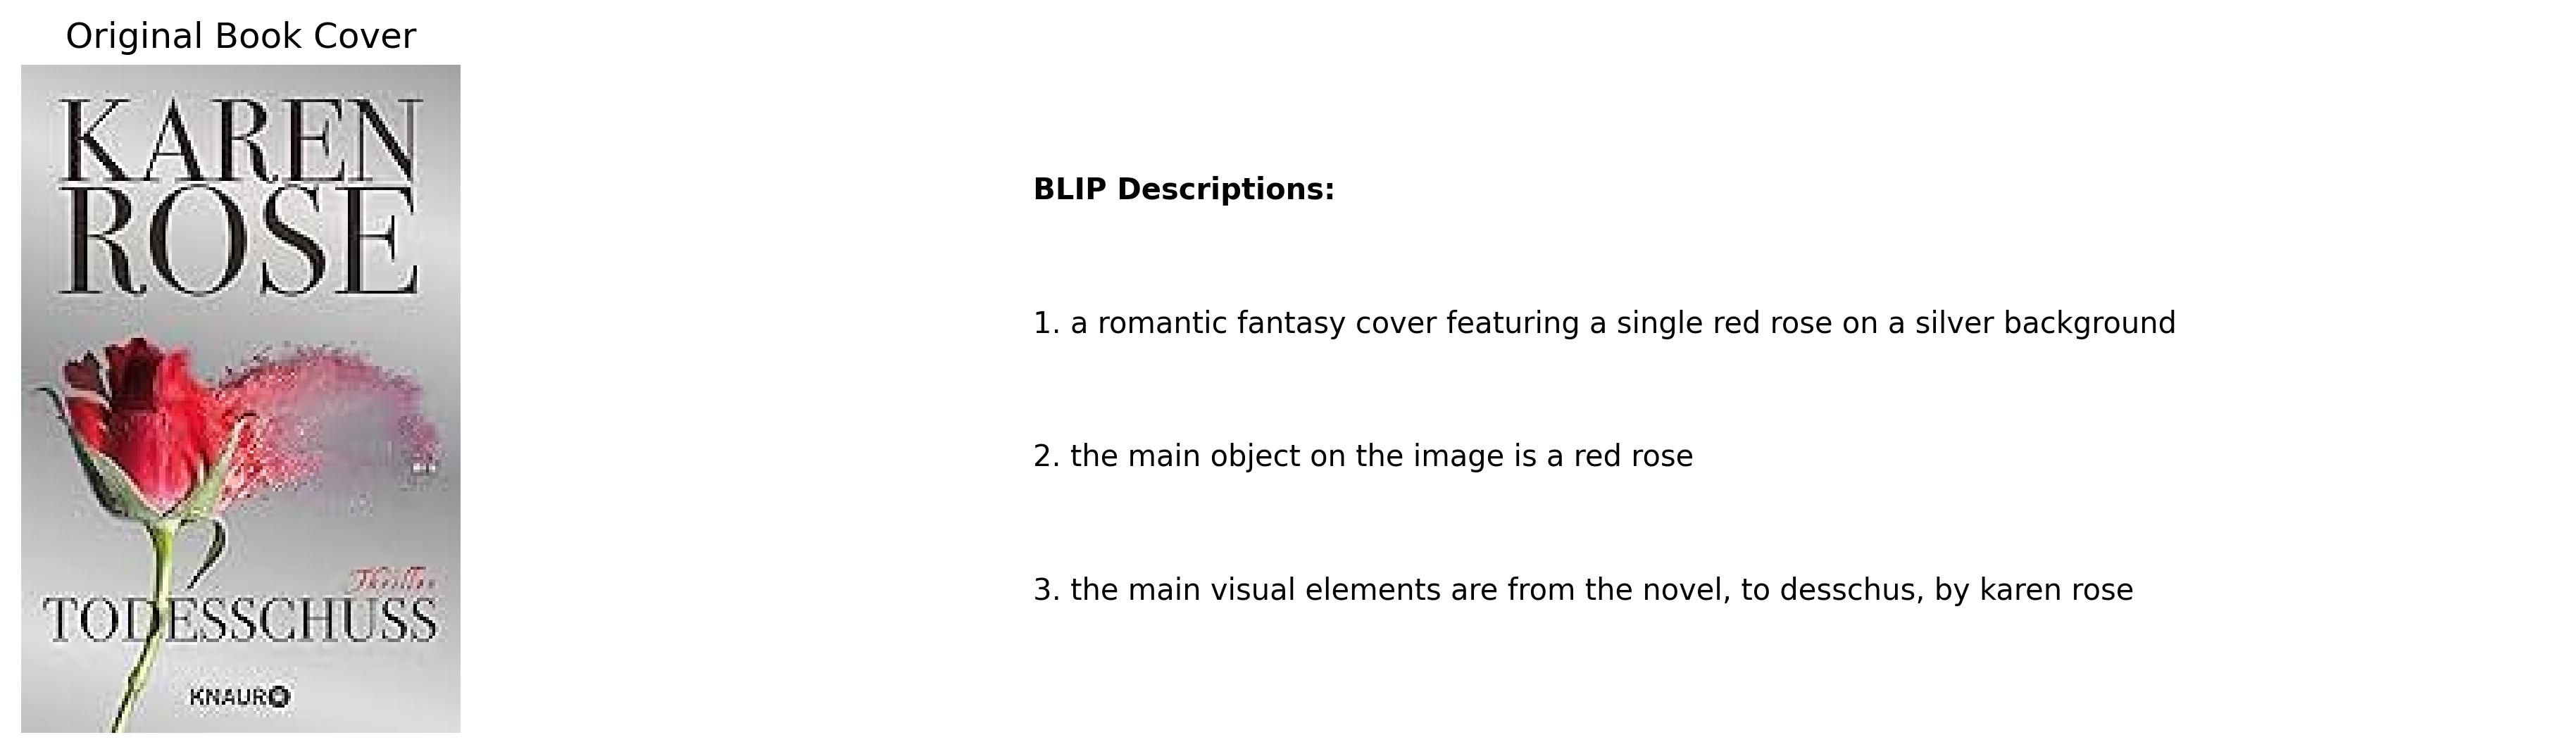 Original Book Cover
KAREN
ROSE
Thriller
TODESSCHUSS
KNAUR
BLIP Descriptions:
1. a romantic fantasy cover featuring a single red rose on a silver background
2. the main object on the image is a red rose
3. the main visual elements are from the novel, to desschus, by karen rose